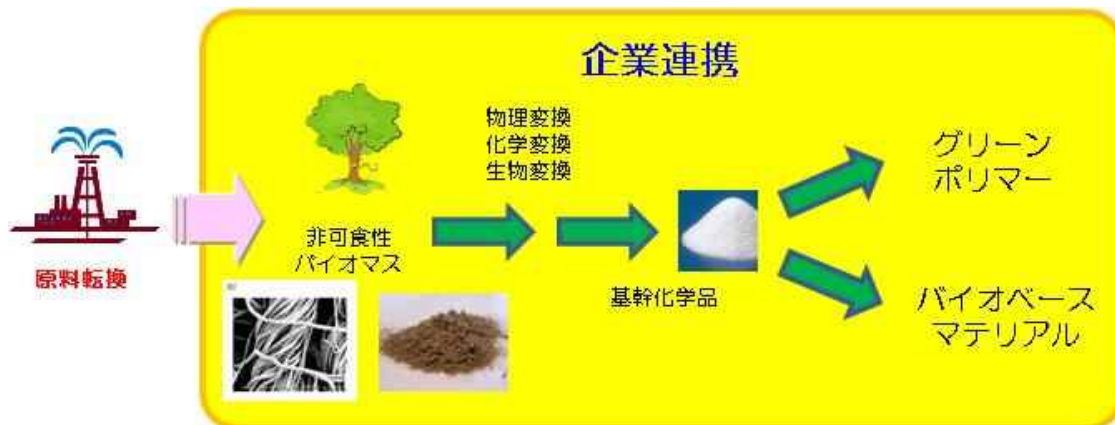 企業連携
原料転換
非可食性
バイオマス
物理変換
化学変換
生物変換
基幹化学品
グリーン
ポリマー
バイオベース
マテリアル